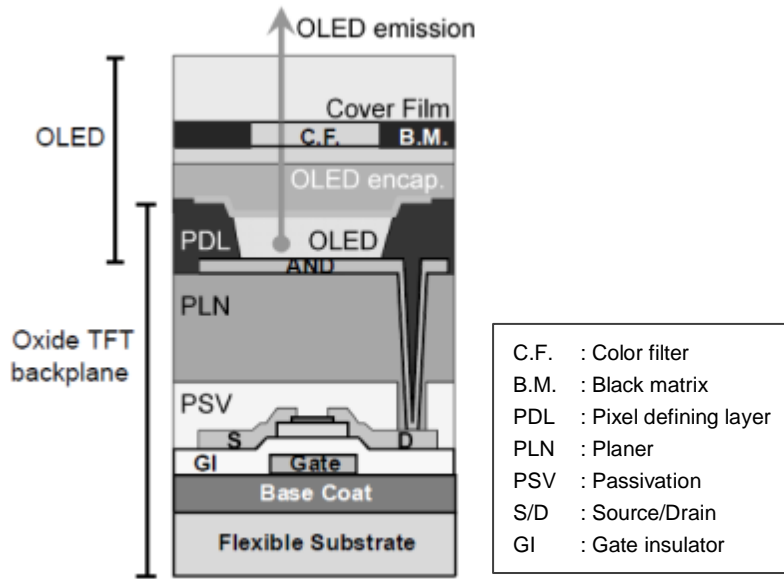 OLED emission
Cover Film
OLED
C.F.
B.M.
OLED encap.
PDL
OLED
AND
PLN
Oxide TFT
backplane
PSV
S
D
GI
Gate
Base Coat
Flexible Substrate
C.F. : Color filter
B.M. : Black matrix
PDL : Pixel defining layer
PLN : Planer
PSV : Passivation
S/D : Source/Drain
GI : Gate insulator